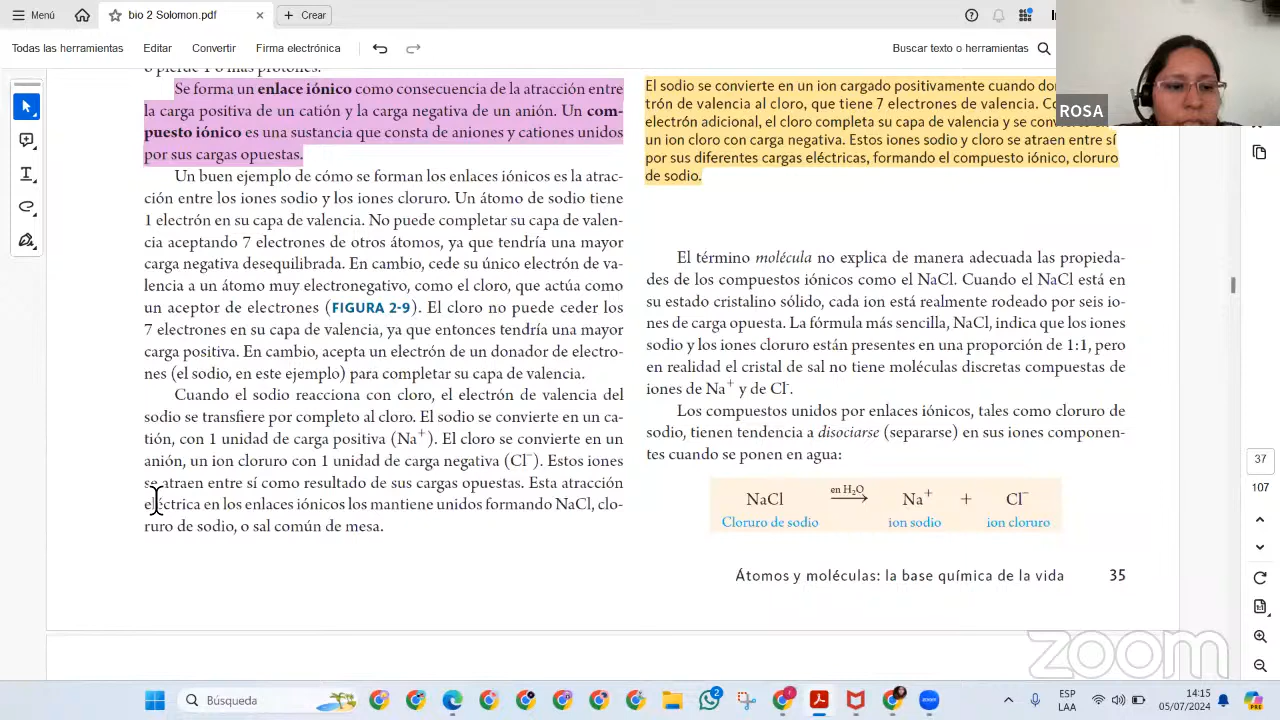 Menú
bio 2 Solomon.pdf
Crear
Todas las herramientas
Editar
Convertir
Firma electrónica
Buscar texto o herramientas
ROSA
o pierde 1 o más protones.
Se forma un enlace iónico como consecuencia de la atracción entre
la carga positiva de un catión y la carga negativa de un anión. Un com-
puesto iónico es una sustancia que consta de aniones y cationes unidos
por sus cargas opuestas.
Un buen ejemplo de cómo se forman los enlaces iónicos es la atrac-
ción entre los iones sodio y los iones cloruro. Un átomo de sodio tiene
1 electrón en su capa de valencia. No puede completar su capa de valen-
cia aceptando 7 electrones de otros átomos, ya que tendría una mayor
carga negativa desequilibrada. En cambio, cede su único electrón de va-
lencia a un átomo muy electronegativo, como el cloro, que actúa como
un aceptor de electrones (FIGURA 2-9). El cloro no puede ceder los
7 electrones en su capa de valencia, ya que entonces tendría una mayor
carga positiva. En cambio, acepta un electrón de un donador de electro-
nes (el sodio, en este ejemplo) para completar su capa de valencia.
Cuando el sodio reacciona con cloro, el electrón de valencia del
sodio se transfiere por completo al cloro. El sodio se convierte en un ca-
tión, con 1 unidad de carga positiva (Na⁺). El cloro se convierte en un
anión, un ion cloruro con 1 unidad de carga negativa (Cl⁻). Estos iones
se atraen entre sí como resultado de sus cargas opuestas. Esta atracción
eléctrica en los enlaces iónicos los mantiene unidos formando NaCl, clo-
ruro de sodio, o sal común de mesa.
El sodio se convierte en un ion cargado positivamente cuando
trón de valencia al cloro, que tiene 7 electrones de valencia.
electrón adicional, el cloro completa su capa de valencia y se
un ion cloro con carga negativa. Estos iones sodio y cloro se atraen entre sí
por sus diferentes cargas eléctricas, formando el compuesto iónico, cloruro
de sodio.
El término molécula no explica de manera adecuada las propieda-
des de los compuestos iónicos como el NaCl. Cuando el NaCl está en
su estado cristalino sólido, cada ion está realmente rodeado por seis io-
nes de carga opuesta. La fórmula más sencilla, NaCl, indica que los iones
sodio y los iones cloruro están presentes en una proporción de 1:1, pero
en realidad el cristal de sal no tiene moléculas discretas compuestas de
iones de Na⁺ y de Cl⁻.
Los compuestos unidos por enlaces iónicos, tales como cloruro de
sodio, tienen tendencia a disociarse (separarse) en sus iones componen-
tes cuando se ponen en agua:
en H₂O
NaCl ⟶ Na⁺ + Cl⁻
Cloruro de sodio ion sodio ion cloruro
Átomos y moléculas: la base química de la vida 35
37
107
zoom
Búsqueda
2
ESP
LAA
14:15
05/07/2024